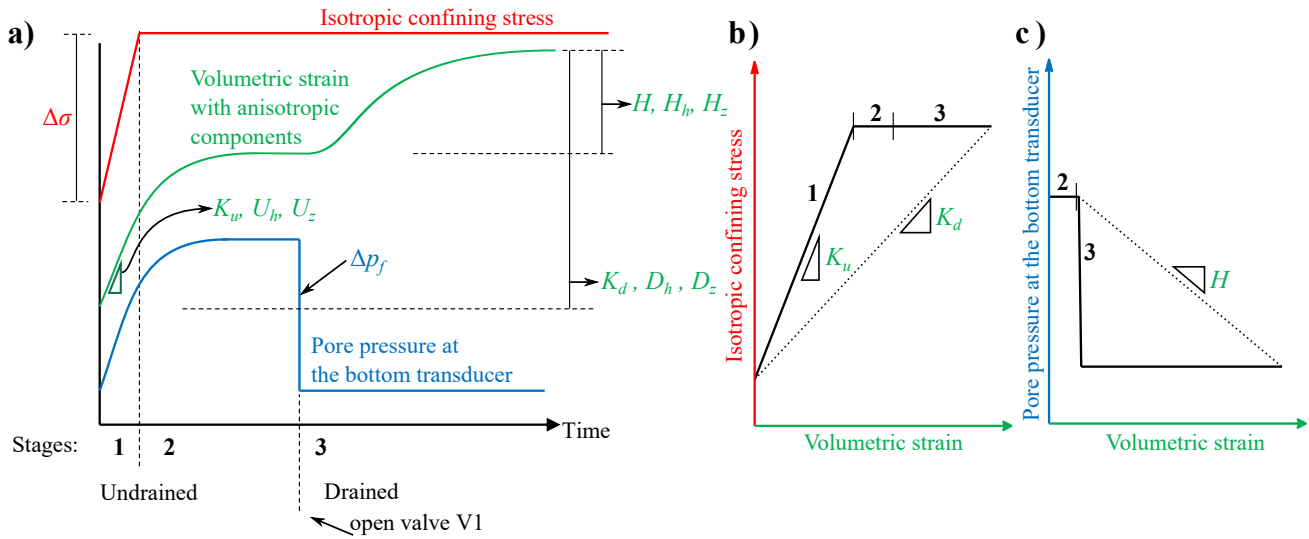 a)
Isotropic confining stress
Δσ
Volumetric strain
with anisotropic
components
H, H_h, H_z
K_u, U_h, U_z
Δp_f
K_d , D_h , D_z
Pore pressure at
the bottom transducer
Time
Stages: 1 2 3
Undrained
Drained
open valve V1
b)
Isotropic confining stress
1
2
3
K_u
K_d
Volumetric strain
c)
Pore pressure at the bottom transducer
2
3
H
Volumetric strain